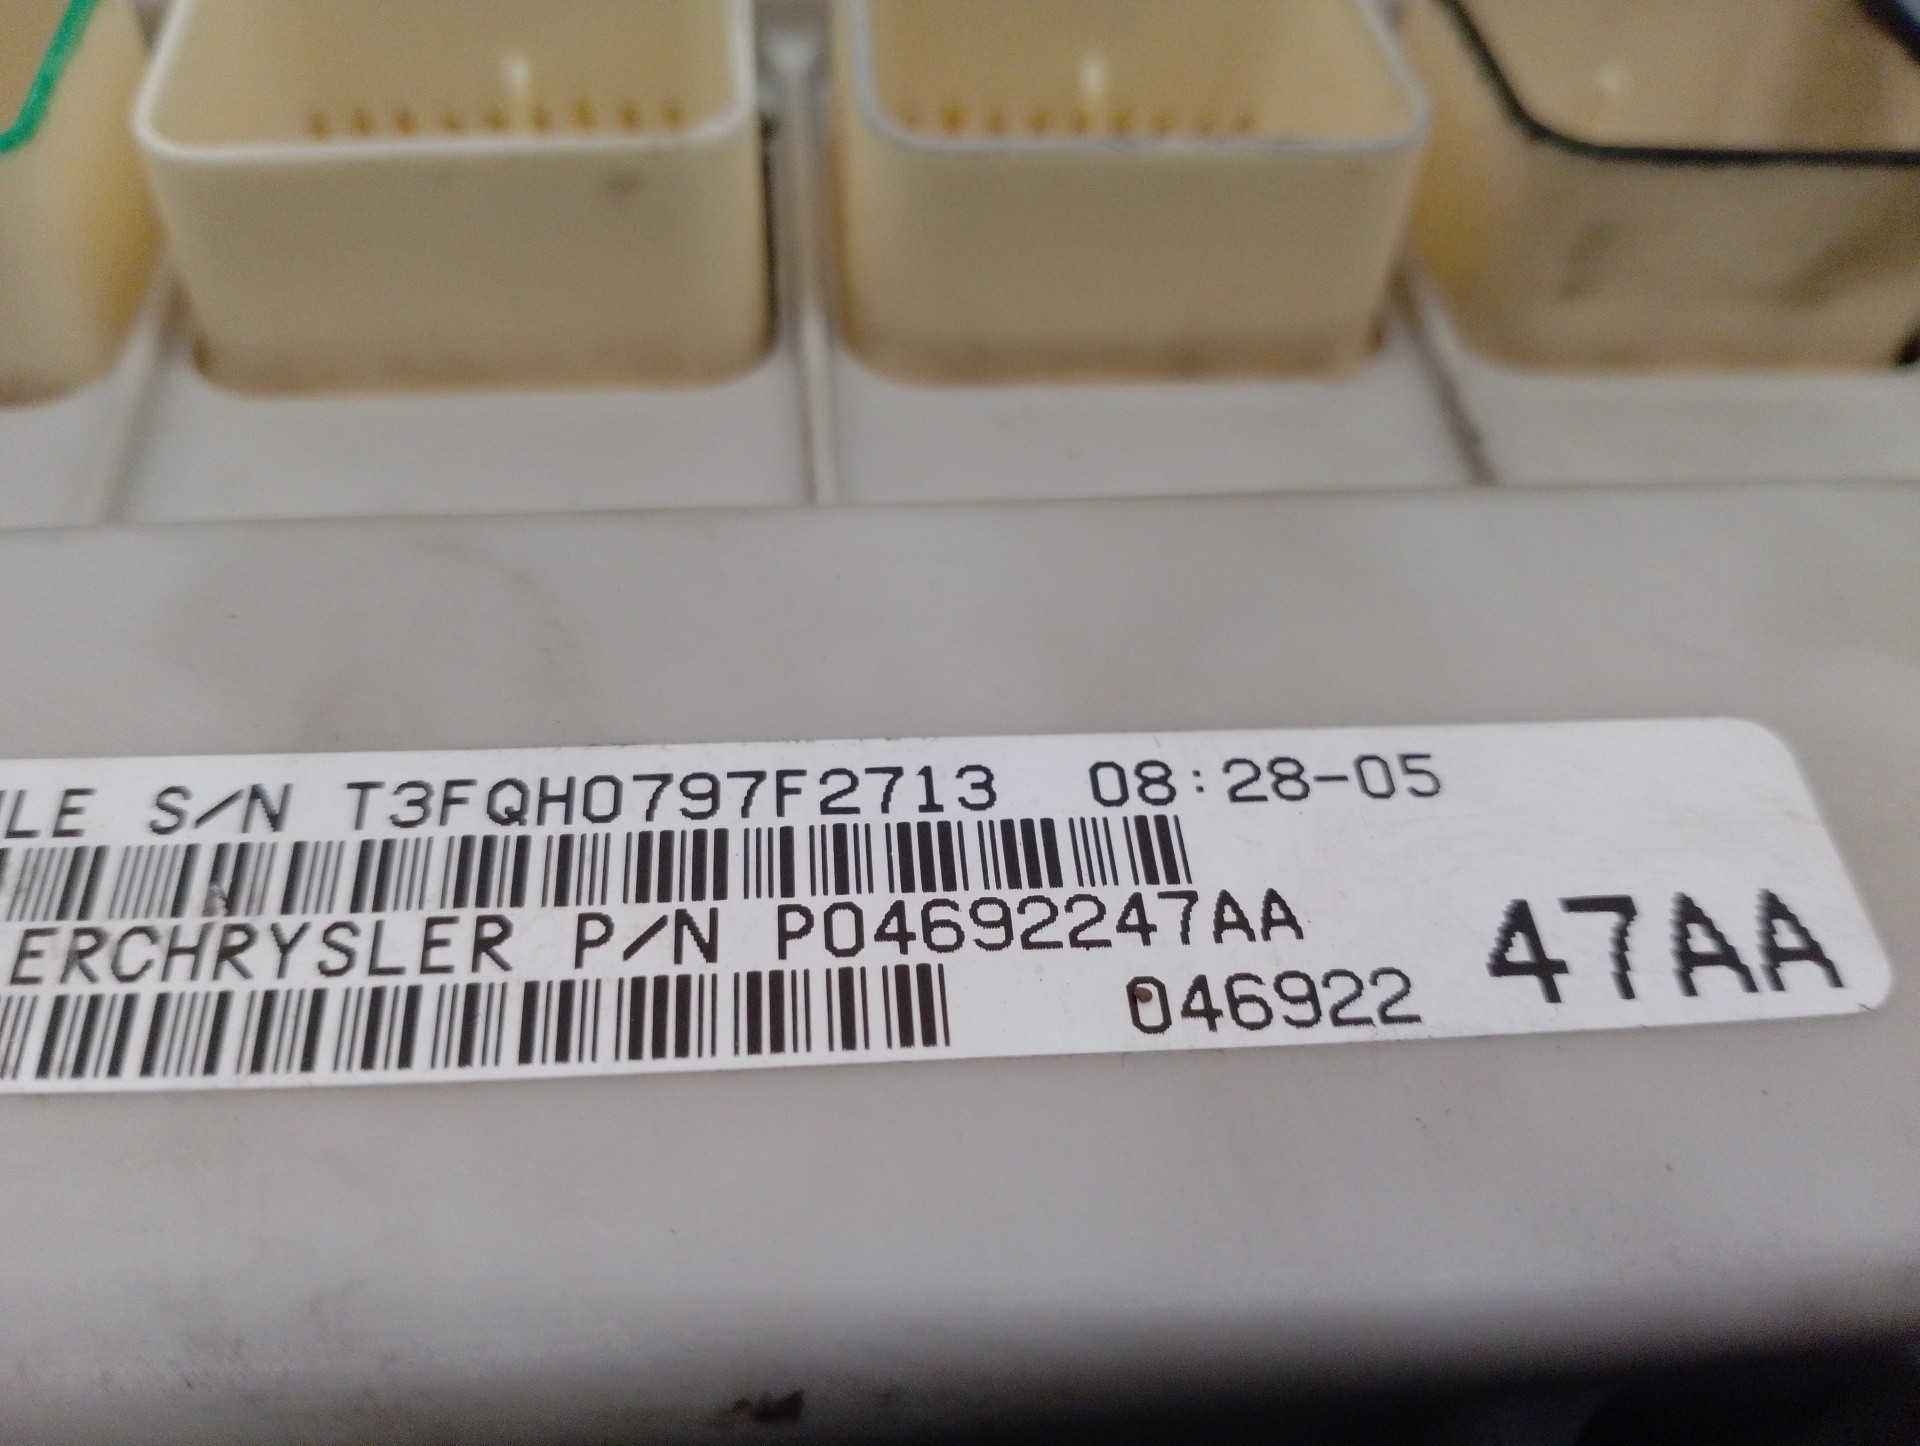 LE S/N T3FQH0797F2713 08:28-05
ERCHRYSLER P/N P04692247AA
046922 47AA